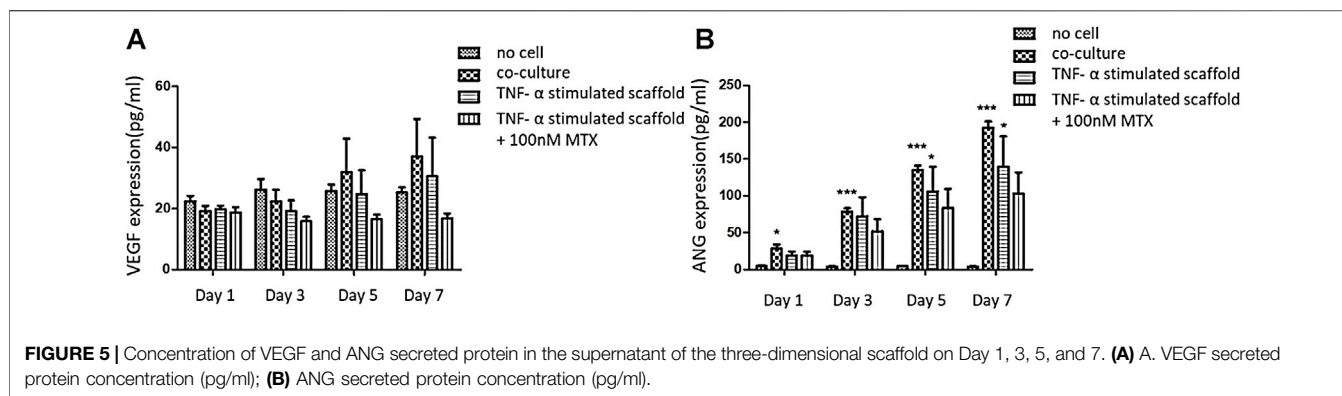 A
no cell
co-culture
TNF- α stimulated scaffold
TNF- α stimulated scaffold
+ 100nM MTX
VEGF expression(pg/ml)
60
40
20
0
Day 1 Day 3 Day 5 Day 7
B
no cell
co-culture
TNF- α stimulated scaffold
TNF- α stimulated scaffold
+ 100nM MTX
ANG expression(pg/ml)
250
200
150
100
50
0
* *** *** * *** *
Day 1 Day 3 Day 5 Day 7
FIGURE 5 | Concentration of VEGF and ANG secreted protein in the supernatant of the three-dimensional scaffold on Day 1, 3, 5, and 7. (A) A. VEGF secreted
protein concentration (pg/ml); (B) ANG secreted protein concentration (pg/ml).